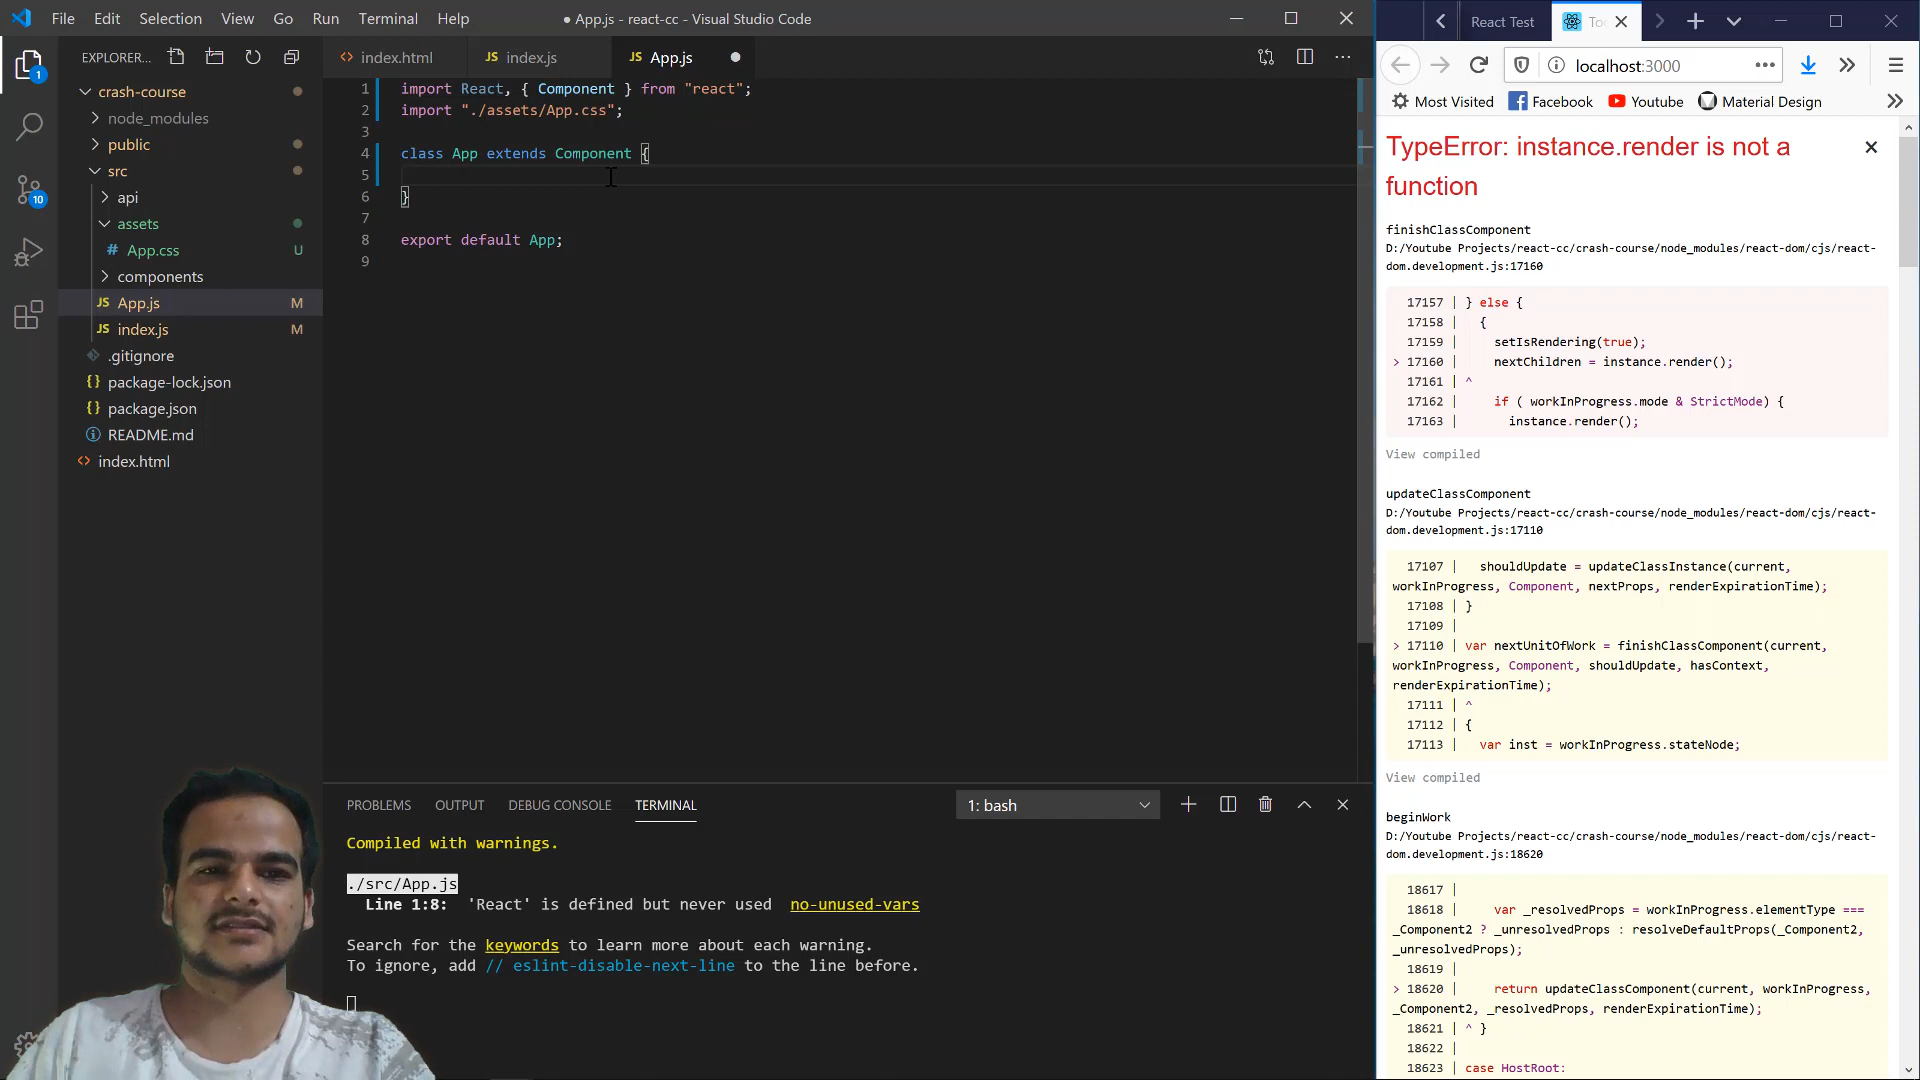 File Edit Selection View Go Run Terminal Help
● App.js - react-cc - Visual Studio Code
EXPLORER...
crash-course
node_modules
public
src
api
assets
# App.css U
components
JS App.js M
JS index.js M
.gitignore
{} package-lock.json
{} package.json
README.md
<> index.html
1
10
<> index.html JS index.js JS App.js ●
1 import React, { Component } from "react";
2 import "./assets/App.css";
3
4 class App extends Component {
5
6 }
7
8 export default App;
9
PROBLEMS OUTPUT DEBUG CONSOLE TERMINAL
1: bash
Compiled with warnings.
./src/App.js
Line 1:8: 'React' is defined but never used no-unused-vars
Search for the keywords to learn more about each warning.
To ignore, add // eslint-disable-next-line to the line before.
React Test
localhost:3000
Most Visited Facebook Youtube Material Design
TypeError: instance.render is not a
function
finishClassComponent
D:/Youtube Projects/react-cc/crash-course/node_modules/react-dom/cjs/react-
dom.development.js:17160
17157 | } else {
17158 | {
17159 | setIsRendering(true);
> 17160 | nextChildren = instance.render();
17161 | ^
17162 | if ( workInProgress.mode & StrictMode) {
17163 | instance.render();
View compiled
updateClassComponent
D:/Youtube Projects/react-cc/crash-course/node_modules/react-dom/cjs/react-
dom.development.js:17110
17107 | shouldUpdate = updateClassInstance(current,
workInProgress, Component, nextProps, renderExpirationTime);
17108 | }
17109 |
> 17110 | var nextUnitOfWork = finishClassComponent(current,
workInProgress, Component, shouldUpdate, hasContext,
renderExpirationTime);
17111 | ^
17112 | {
17113 | var inst = workInProgress.stateNode;
View compiled
beginWork
D:/Youtube Projects/react-cc/crash-course/node_modules/react-dom/cjs/react-
dom.development.js:18620
18617 |
18618 | var _resolvedProps = workInProgress.elementType ===
_Component2 ? _unresolvedProps : resolveDefaultProps(_Component2,
_unresolvedProps);
18619 |
> 18620 | return updateClassComponent(current, workInProgress,
_Component2, _resolvedProps, renderExpirationTime);
18621 | ^ }
18622 |
18623 | case HostRoot: